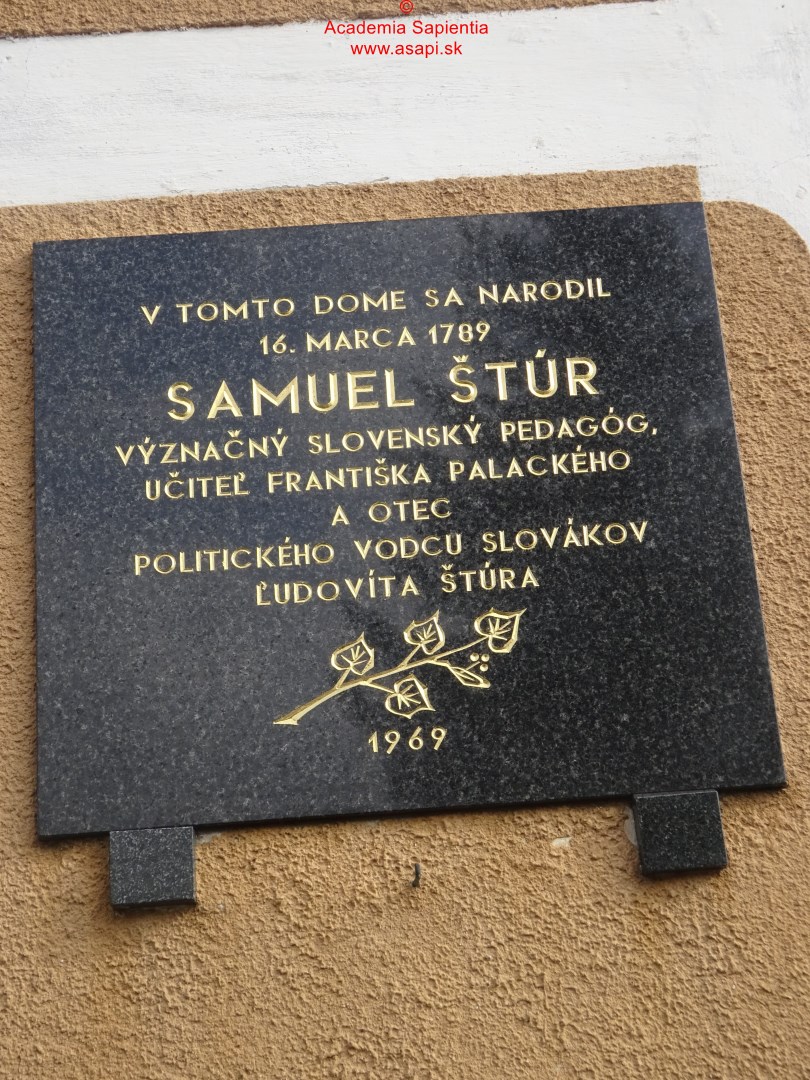 ©
Academia Sapientia
www.asapi.sk
V TOMTO DOME SA NARODIL
16. MARCA 1789
SAMUEL ŠTÚR
VÝZNAČNÝ SLOVENSKÝ PEDAGÓG,
UČITEĽ FRANTIŠKA PALACKÉHO
A OTEC
POLITICKÉHO VODCU SLOVÁKOV
ĽUDOVÍTA ŠTÚRA
1969